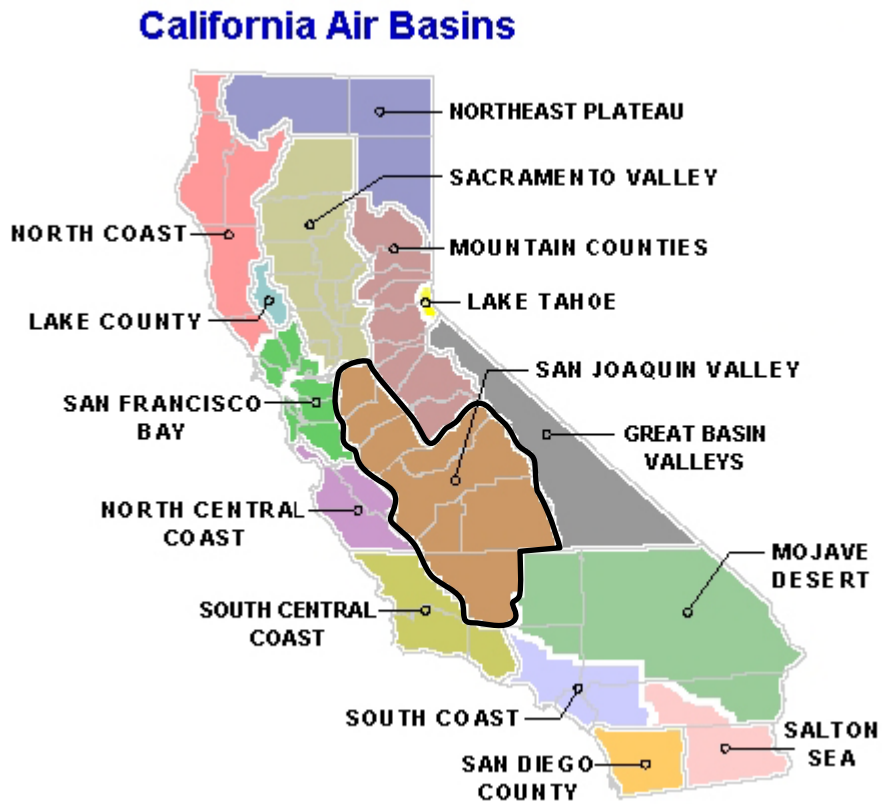 California Air Basins
NORTHEAST PLATEAU
SACRAMENTO VALLEY
NORTH COAST
MOUNTAIN COUNTIES
LAKE TAHOE
LAKE COUNTY
SAN JOAQUIN VALLEY
SAN FRANCISCO
BAY
GREAT BASIN
VALLEYS
NORTH CENTRAL
COAST
MOJAVE
DESERT
SOUTH CENTRAL
COAST
SOUTH COAST
SALTON
SEA
SAN DIEGO
COUNTY